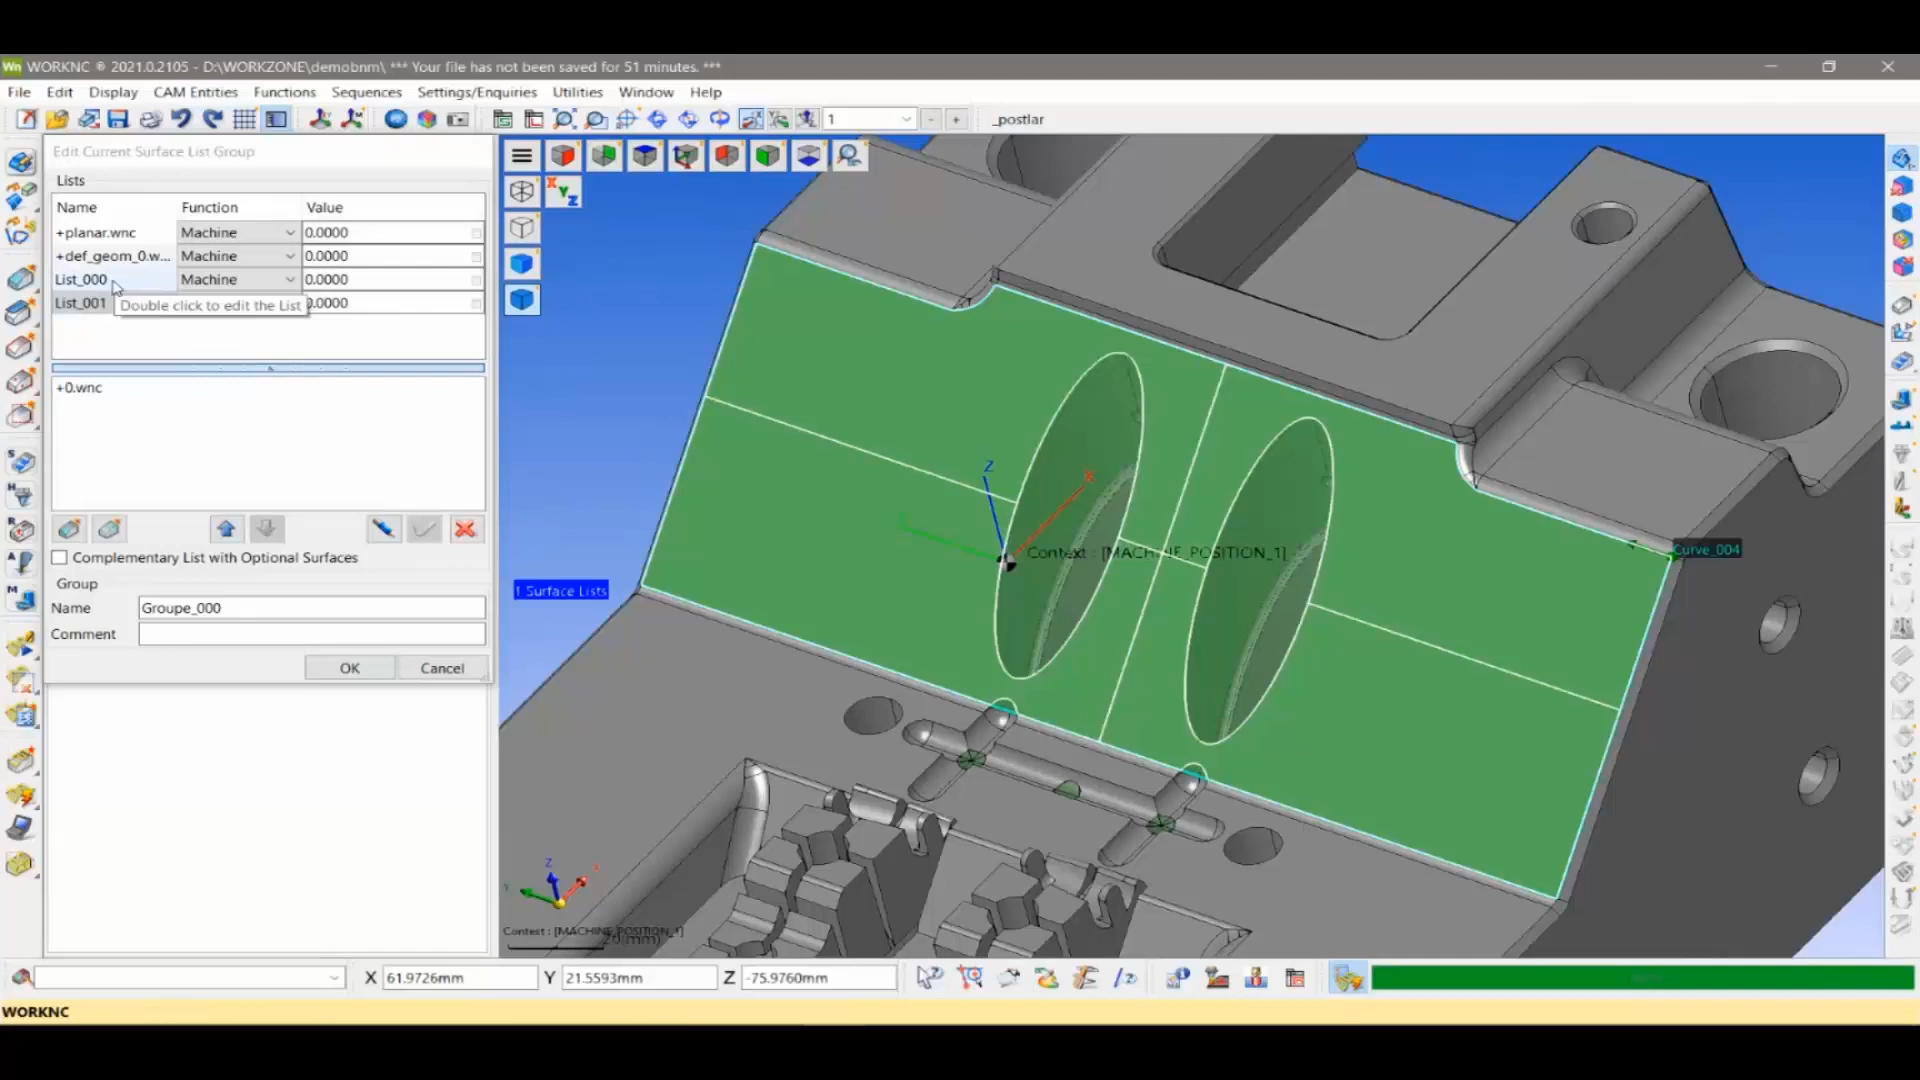 WORKNC ® 2021.0.2105 - D:\WORKZONE\demobnm\ *** Your file has not been saved for 51 minutes. ***
File Edit Display CAM Entities Functions Sequences Settings/Enquiries Utilities Window Help
1 - + _postlar
Edit Current Surface List Group
Lists
Name Function Value
+planar.wnc Machine 0.0000
+def_geom_0.w... Machine 0.0000
List_000 Machine 0.0000
List_001 0.0000
Double click to edit the List
+0.wnc
Complementary List with Optional Surfaces
Group
Name Groupe_000
Comment
OK Cancel
X Y Z
Z X
Context : [MACHINE_POSITION_1]
Curve_004
1 Surface Lists
Z X Y
Context : [MACHINE_POSITION_1]
X 61.9726mm Y 21.5593mm Z -75.9760mm
WORKNC